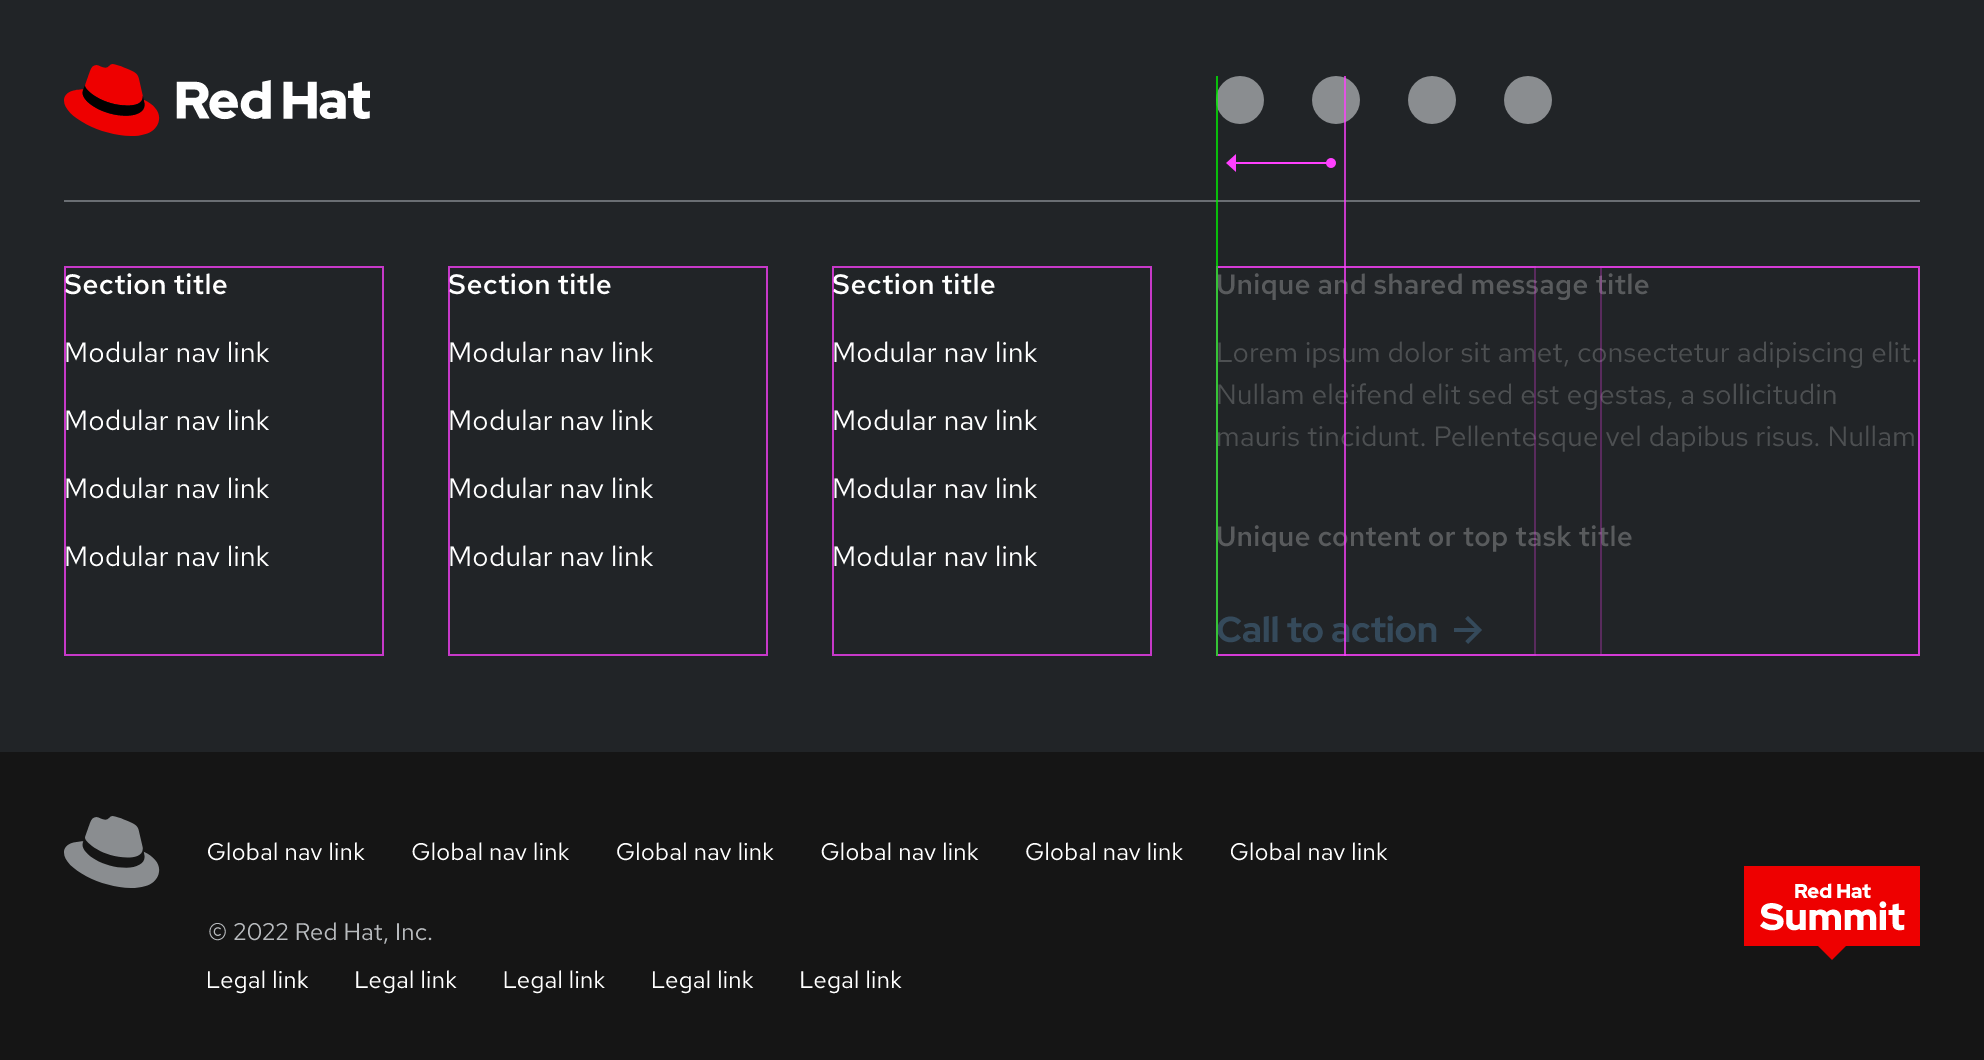 Red Hat
Section title
Modular nav link
Modular nav link
Modular nav link
Modular nav link
Section title
Modular nav link
Modular nav link
Modular nav link
Modular nav link
Section title
Modular nav link
Modular nav link
Modular nav link
Modular nav link
Unique and shared message title
Lorem ipsum dolor sit amet, consectetur adipiscing elit.
Nullam eleifend elit sed est egestas, a sollicitudin
mauris tincidunt. Pellentesque vel dapibus risus. Nullam
Unique content or top task title
Call to action →
Global nav link Global nav link Global nav link Global nav link Global nav link Global nav link
© 2022 Red Hat, Inc.
Legal link Legal link Legal link Legal link Legal link
Red Hat
Summit